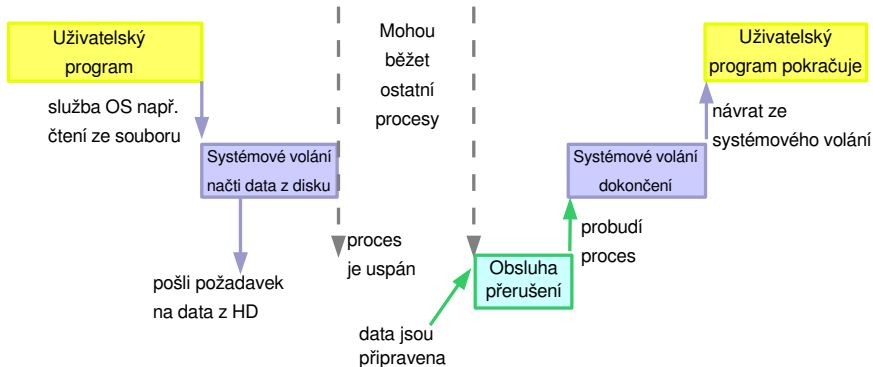 Uživatelský
program
služba OS např.
čtení ze souboru
Systémové volání
načti data z disku
pošli požadavek
na data z HD
Mohou
běžet
ostatní
procesy
proces
je uspán
data jsou
připravena
Obsluha
přerušení
probudí
proces
Systémové volání
dokončení
návrat ze
systémového volání
Uživatelský
program pokračuje